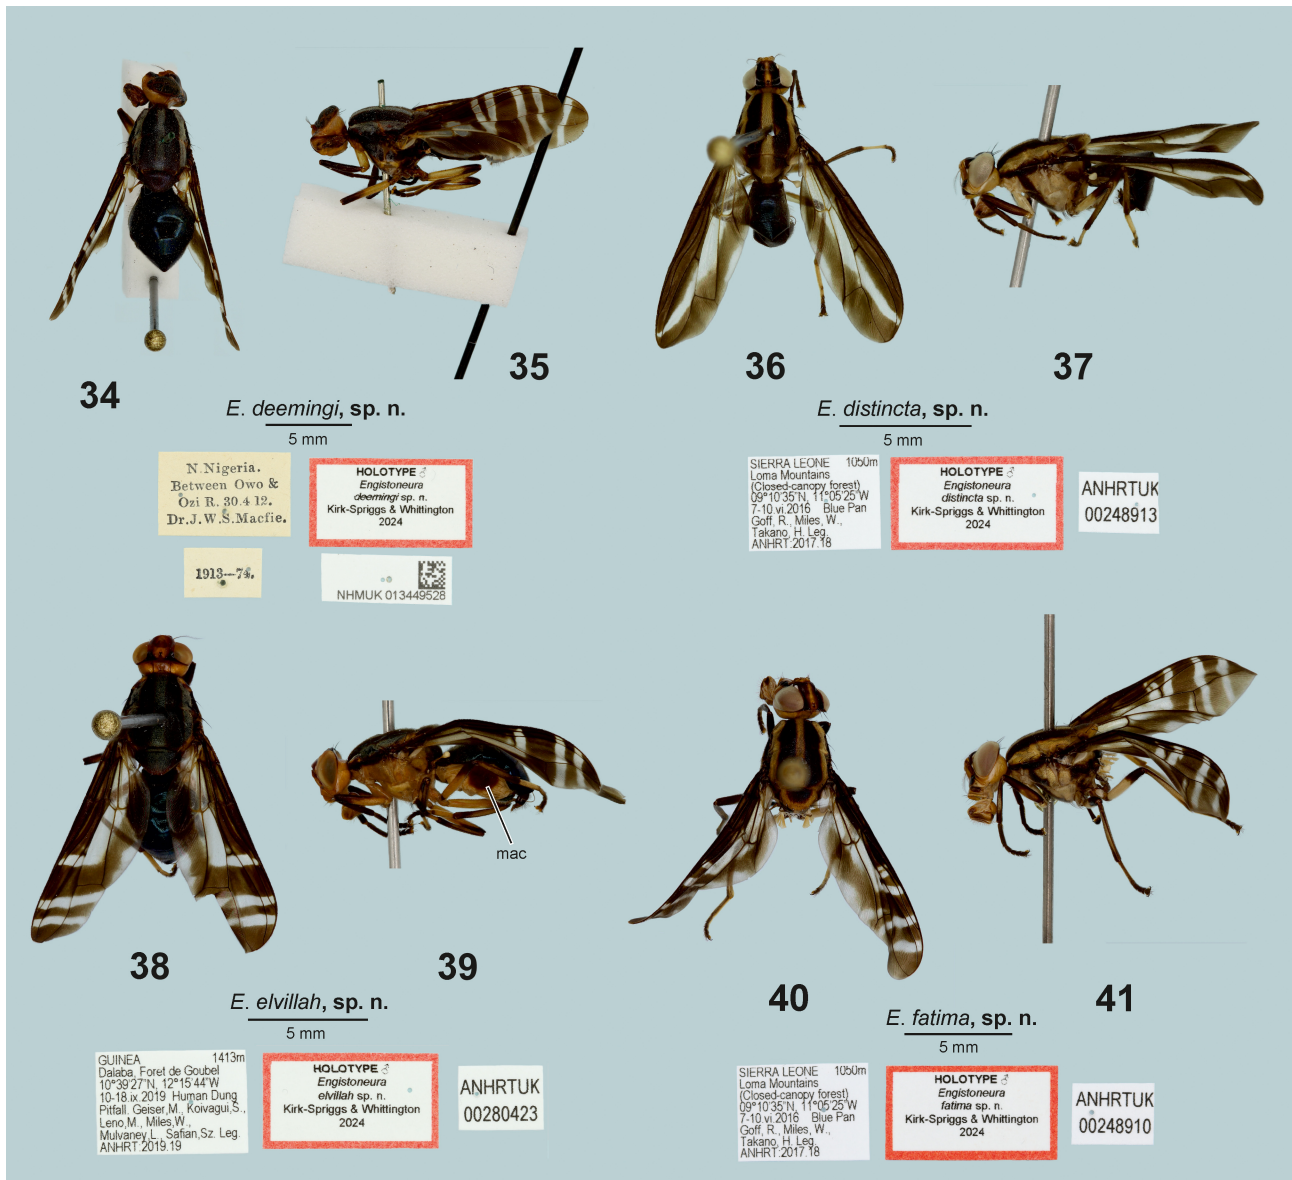 34
35
36
37
E. deemingi, sp. n.
5 mm
E. distincta, sp. n.
5 mm
N. Nigeria.
Between Owo &
Ozi R. 30.4 12.
Dr.J.W.S.Macfie.
HOLOTYPE ♂
Engistoneura
deemingi sp. n.
Kirk-Spriggs & Whittington
2024
1913—74.
NHMUK 013449528
SIERRA LEONE 1050m
Loma Mountains
(Closed-canopy forest)
09°10'35"N, 11°05'25"W
7-10.vi.2016 Blue Pan
Goff, R., Miles, W.,
Takano, H. Leg.
ANHRT:2017.18
HOLOTYPE ♂
Engistoneura
distincta sp. n.
Kirk-Spriggs & Whittington
2024
ANHRTUK
00248913
mac
38
39
40
41
E. elvillah, sp. n.
5 mm
E. fatima, sp. n.
5 mm
GUINEA 1413m
Dalaba, Foret de Goubel
10°39'27"N, 12°15'44"W
10-18.ix.2019 Human Dung
Pitfall. Geiser,M., Koivagui,S.,
Leno,M., Miles,W.,
Mulvaney,L., Safian,Sz. Leg.
ANHRT:2019.19
HOLOTYPE ♂
Engistoneura
elvillah sp. n.
Kirk-Spriggs & Whittington
2024
ANHRTUK
00280423
SIERRA LEONE 1050m
Loma Mountains
(Closed-canopy forest)
09°10'35"N, 11°05'25"W
7-10.vi.2016 Blue Pan
Goff, R., Miles, W.,
Takano, H. Leg.
ANHRT:2017.18
HOLOTYPE ♂
Engistoneura
fatima sp. n.
Kirk-Spriggs & Whittington
2024
ANHRTUK
00248910